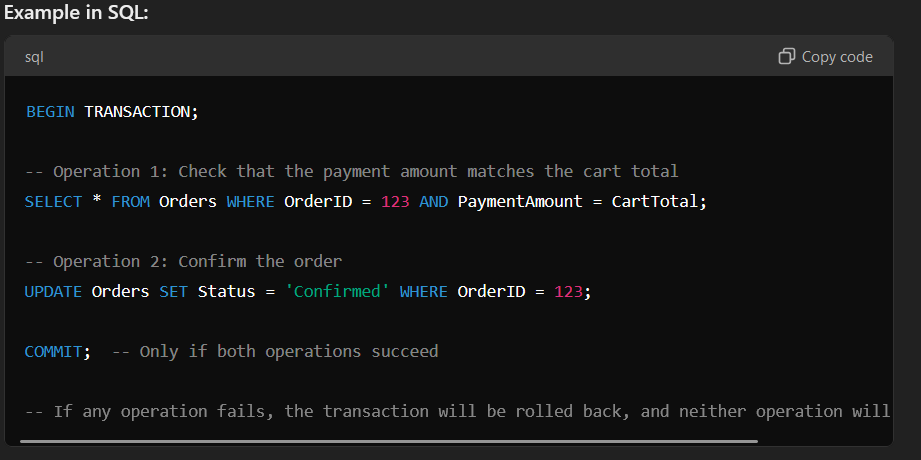 Example in SQL:
sql
Copy code
BEGIN TRANSACTION;
-- Operation 1: Check that the payment amount matches the cart total
SELECT * FROM Orders WHERE OrderID = 123 AND PaymentAmount = CartTotal;
-- Operation 2: Confirm the order
UPDATE Orders SET Status = 'Confirmed' WHERE OrderID = 123;
COMMIT;  -- Only if both operations succeed
-- If any operation fails, the transaction will be rolled back, and neither operation will